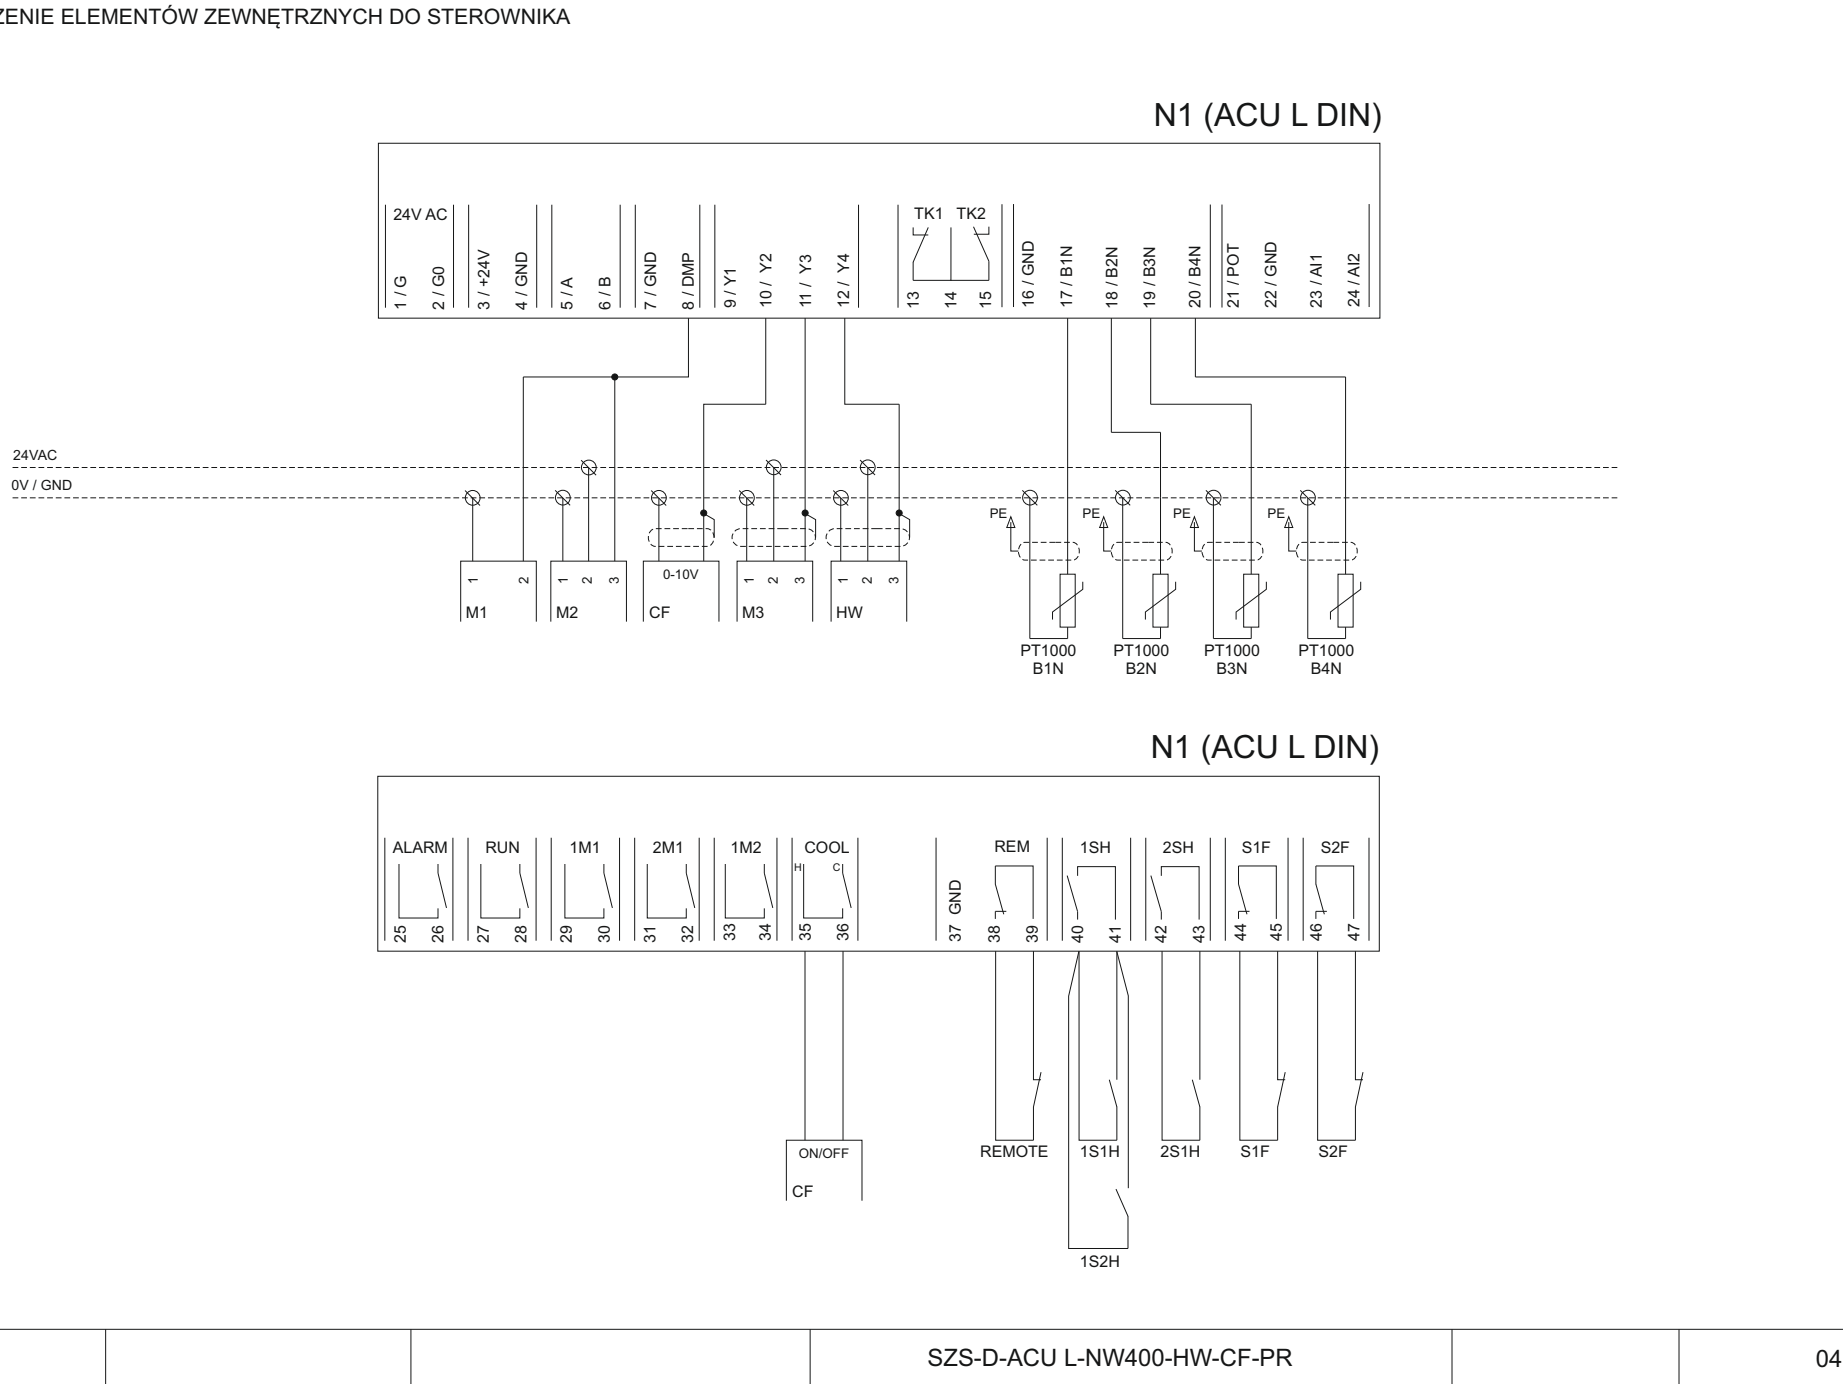 ZENIE ELEMENTÓW ZEWNĘTRZNYCH DO STEROWNIKA
N1 (ACU L DIN)
24V AC
TK1 TK2
1 / G
2 / G0
3 / +24V
4 / GND
5 / A
6 / B
7 / GND
8 / DMP
9 / Y1
10 / Y2
11 / Y3
12 / Y4
13
14
15
16 / GND
17 / B1N
18 / B2N
19 / B3N
20 / B4N
21 / POT
22 / GND
23 / AI1
24 / AI2
24VAC
0V / GND
PE PE PE PE
1 2 1 2 3 0-10V 1 2 3 1 2 3
M1 M2 CF M3 HW
PT1000 PT1000 PT1000 PT1000
B1N B2N B3N B4N
N1 (ACU L DIN)
ALARM RUN 1M1 2M1 1M2 COOL REM 1SH 2SH S1F S2F
H C
25 26 27 28 29 30 31 32 33 34 35 36 37 GND 38 39 40 41 42 43 44 45 46 47
ON/OFF REMOTE 1S1H 2S1H S1F S2F
CF
1S2H
SZS-D-ACU L-NW400-HW-CF-PR 04